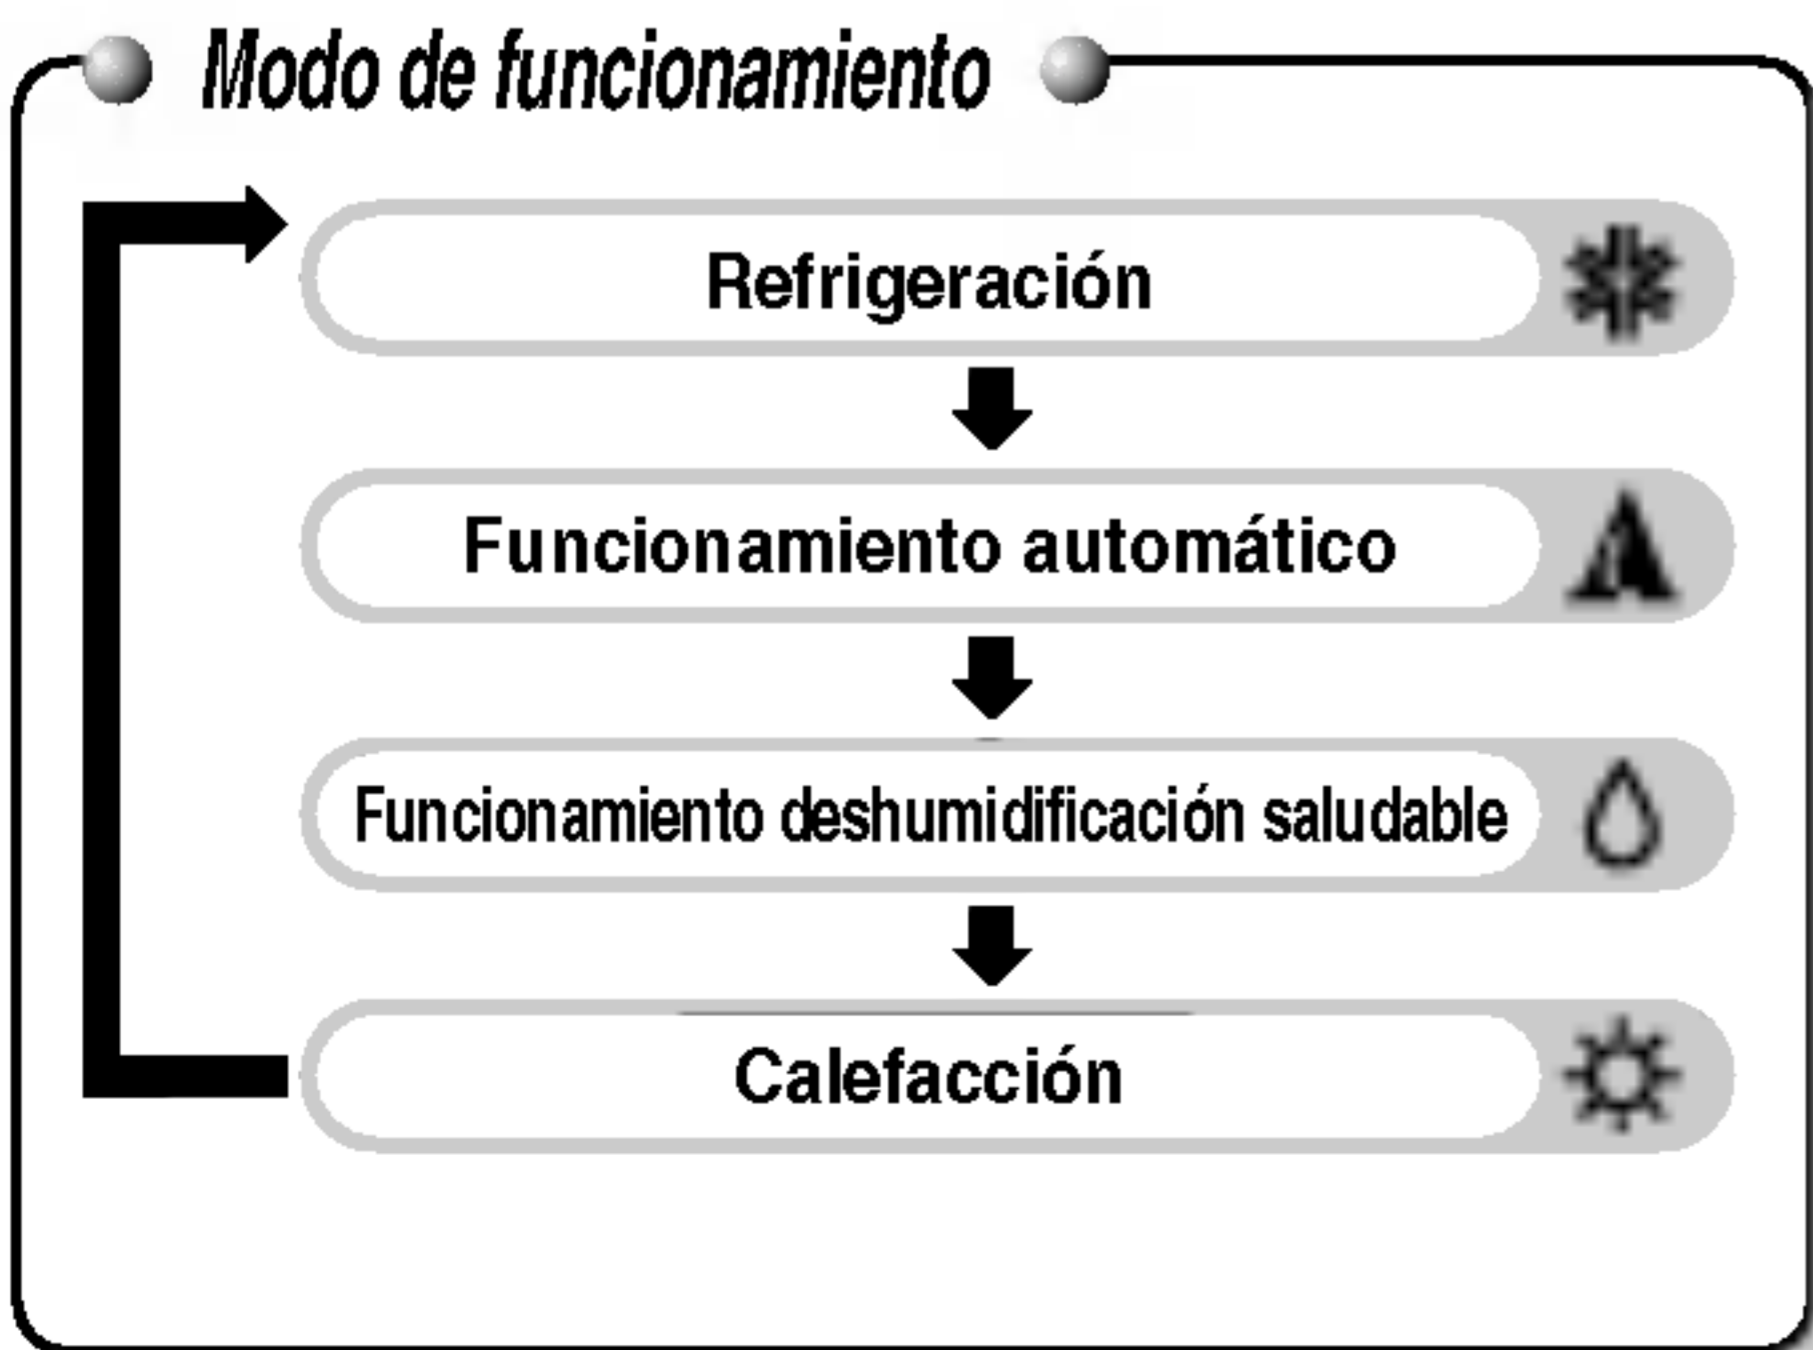 Modo de funcionamiento
Refrigeración
Funcionamiento automático
Funcionamiento deshumidificación saludable
Calefacción